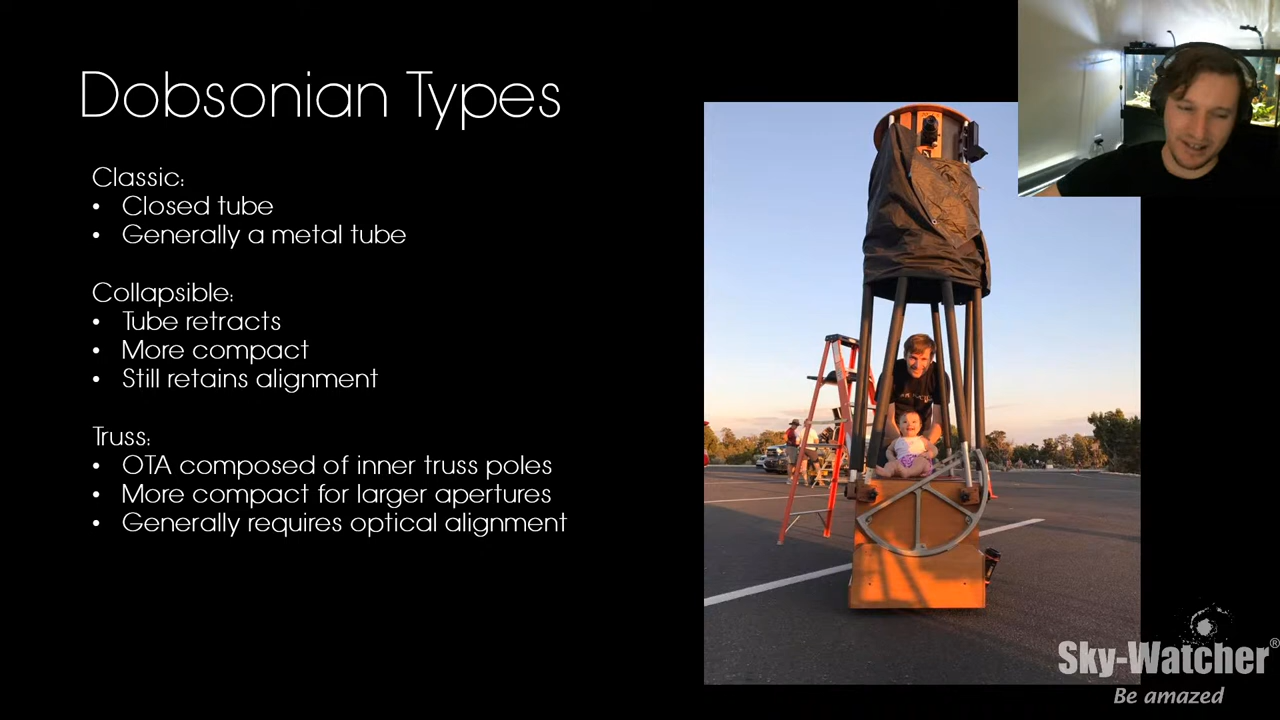 Dobsonian Types
Classic:
• Closed tube
• Generally a metal tube
Collapsible:
• Tube retracts
• More compact
• Still retains alignment
Truss:
• OTA composed of inner truss poles
• More compact for larger apertures
• Generally requires optical alignment
Sky-Watcher®
Be amazed